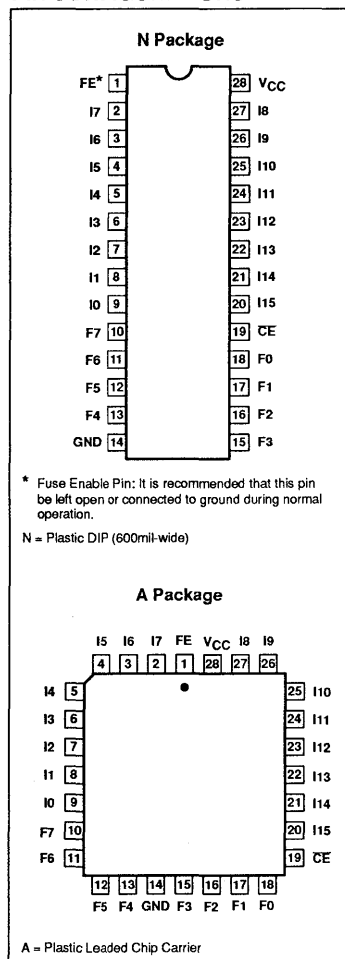 N Package
FE* 1 28 VCC
I7 2 27 I8
I6 3 26 I9
I5 4 25 I10
I4 5 24 I11
I3 6 23 I12
I2 7 22 I13
I1 8 21 I14
I0 9 20 I15
F7 10 19 CE
F6 11 18 F0
F5 12 17 F1
F4 13 16 F2
GND 14 15 F3
* Fuse Enable Pin: It is recommended that this pin
be left open or connected to ground during normal
operation.
N = Plastic DIP (600mil-wide)
A Package
I5 I6 I7 FE VCC I8 I9
4 3 2 1 28 27 26
I4 5 25 I10
I3 6 24 I11
I2 7 23 I12
I1 8 22 I13
I0 9 21 I14
F7 10 20 I15
F6 11 19 CE
12 13 14 15 16 17 18
F5 F4 GND F3 F2 F1 F0
A = Plastic Leaded Chip Carrier